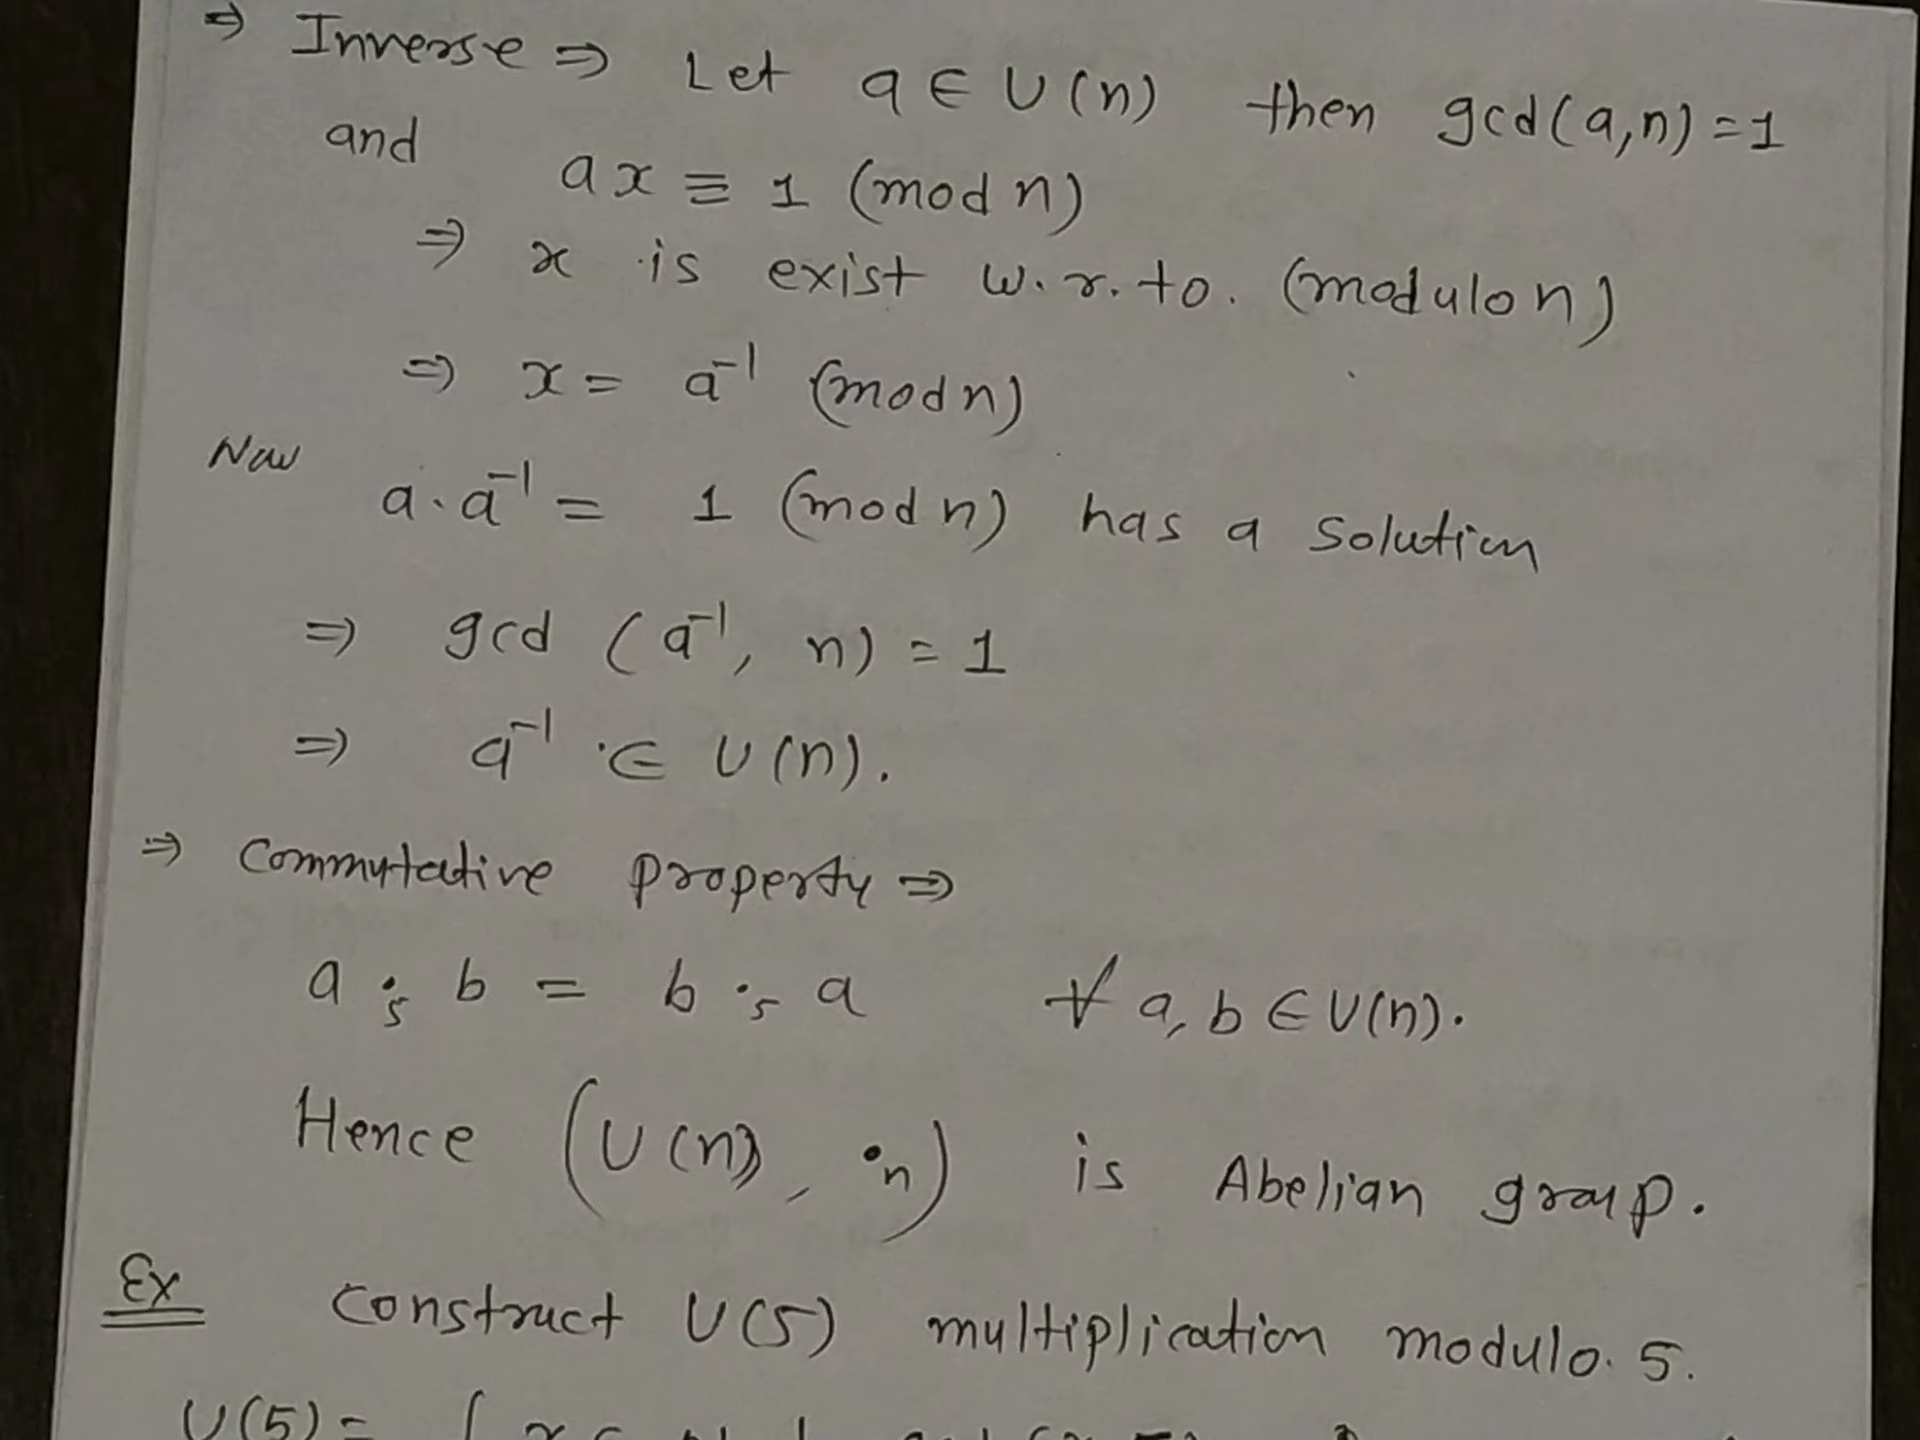 ⇒ Inverse ⇒ Let a ∈ U(n) then gcd(a,n)=1
and ax ≡ 1 (mod n)
⇒ x is exist w.r.to. (modulo n)
⇒ x = a⁻¹ (mod n)
Now a·a⁻¹ = 1 (mod n) has a solution
⇒ gcd (a⁻¹, n) = 1
⇒ a⁻¹ ∈ U(n).
⇒ Commutative property ⇒
a ·₅ b = b ·₅ a ∀ a, b ∈ U(n).
Hence (U(n), ·ₙ) is Abelian group.
Ex Construct U(5) multiplication modulo. 5.
U(5) =